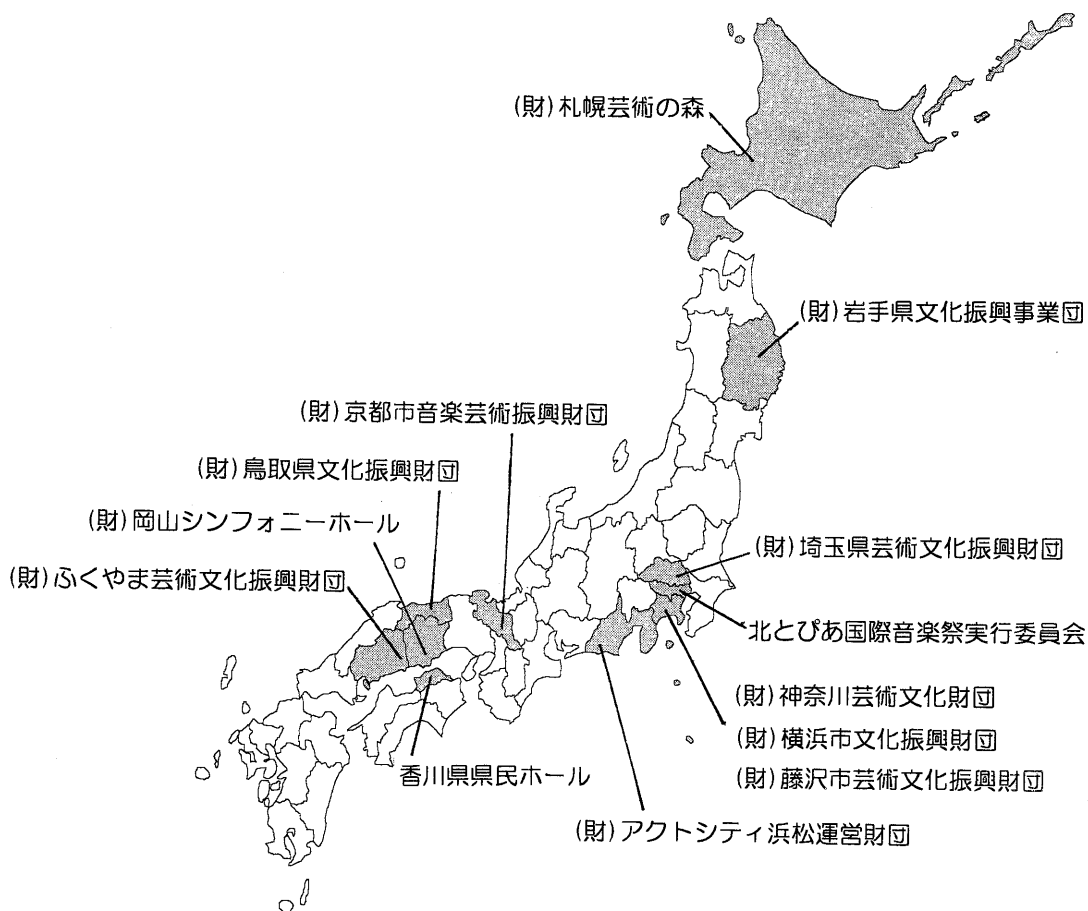 (財)札幌芸術の森
(財)岩手県文化振興事業団
(財)京都市音楽芸術振興財団
(財)鳥取県文化振興財団
(財)岡山シンフォニーホール
(財)ふくやま芸術文化振興財団
(財)埼玉県芸術文化振興財団
北とぴあ国際音楽祭実行委員会
(財)神奈川芸術文化財団
(財)横浜市文化振興財団
(財)藤沢市芸術文化振興財団
香川県県民ホール
(財)アクトシティ浜松運営財団